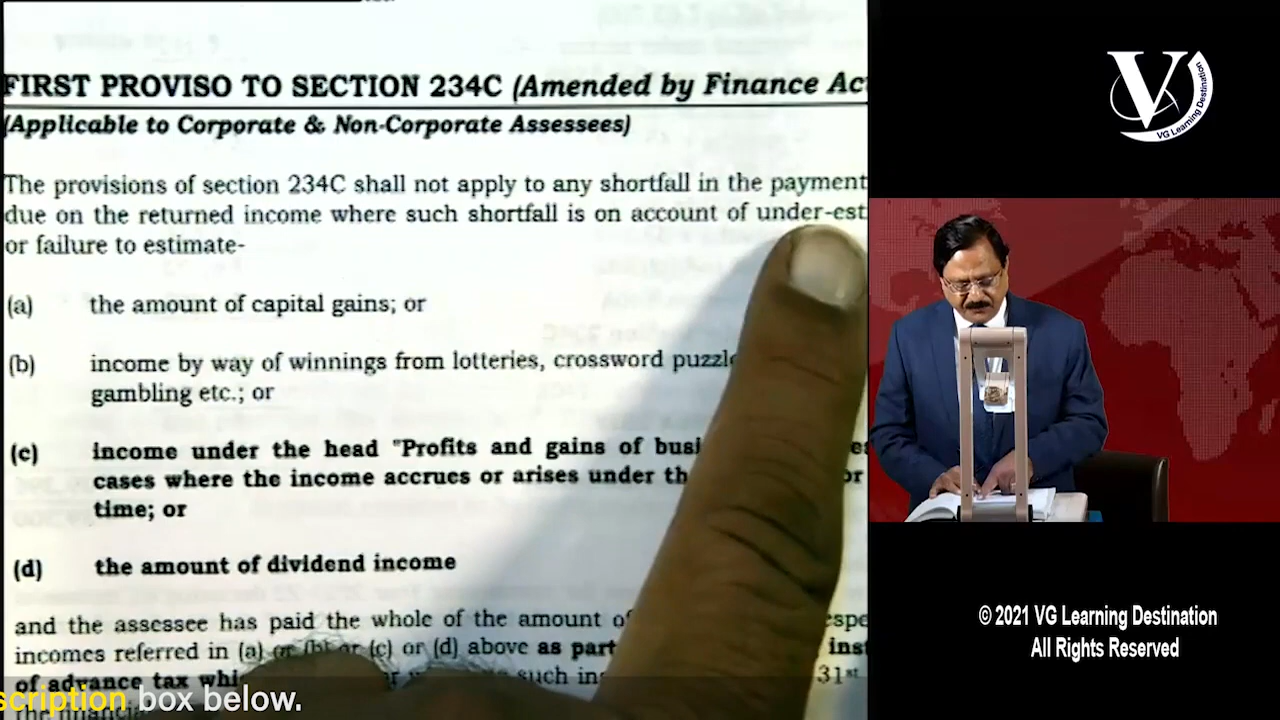 FIRST PROVISO TO SECTION 234C (Amended by Finance Act
(Applicable to Corporate & Non-Corporate Assessees)
The provisions of section 234C shall not apply to any shortfall in the payment
due on the returned income where such shortfall is on account of under-est
or failure to estimate-
(a) the amount of capital gains; or
(b) income by way of winnings from lotteries, crossword
gambling etc.; or
(c) income under the head "Profits and gains of
cases where the income accrues or arises under
time; or
(d) the amount of dividend income
and the assessee has paid the whole of the amount
incomes referred in (a) or (b) or (c) or (d) above as part
of advance tax such 31st
the
scription box below.
V
VG Learning Destination
© 2021 VG Learning Destination
All Rights Reserved